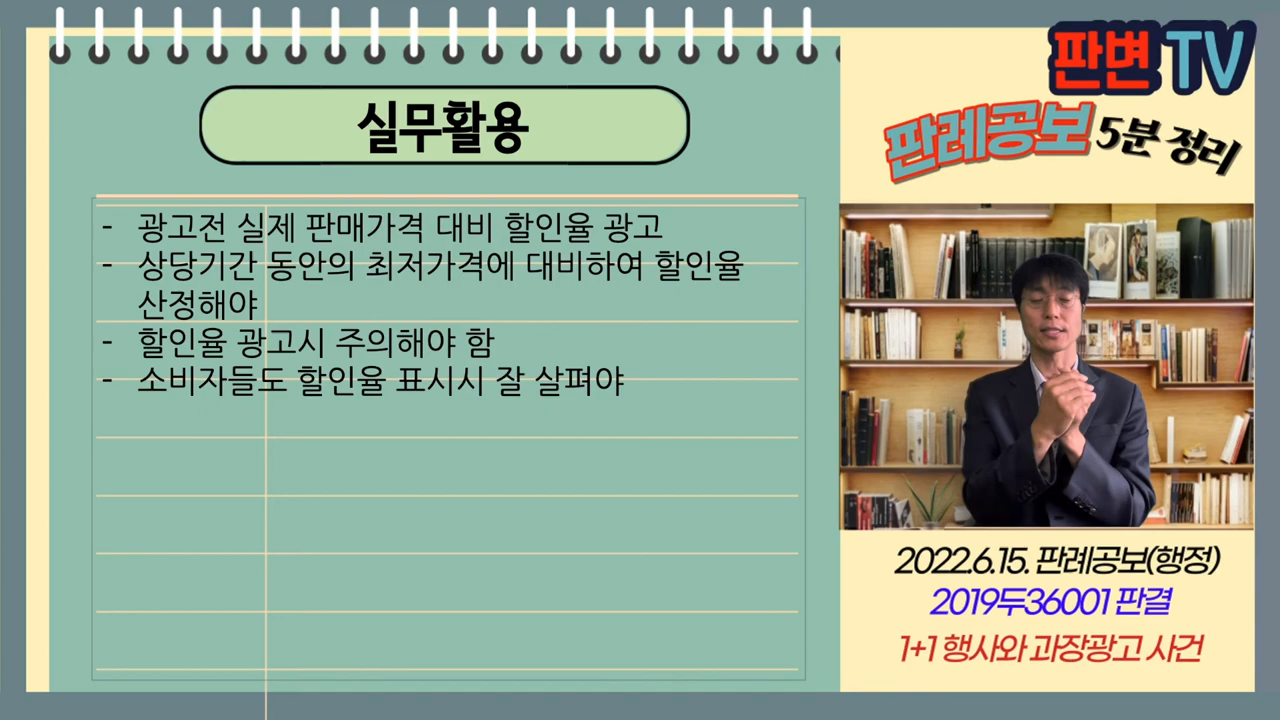 실무활용
- 광고전 실제 판매가격 대비 할인율 광고
- 상당기간 동안의 최저가격에 대비하여 할인율
산정해야
- 할인율 광고시 주의해야 함
- 소비자들도 할인율 표시시 잘 살펴야
판변 TV
판례공보 5분 정리
2022.6.15. 판례공보(행정)
2019두36001 판결
1+1 행사와 과장광고 사건